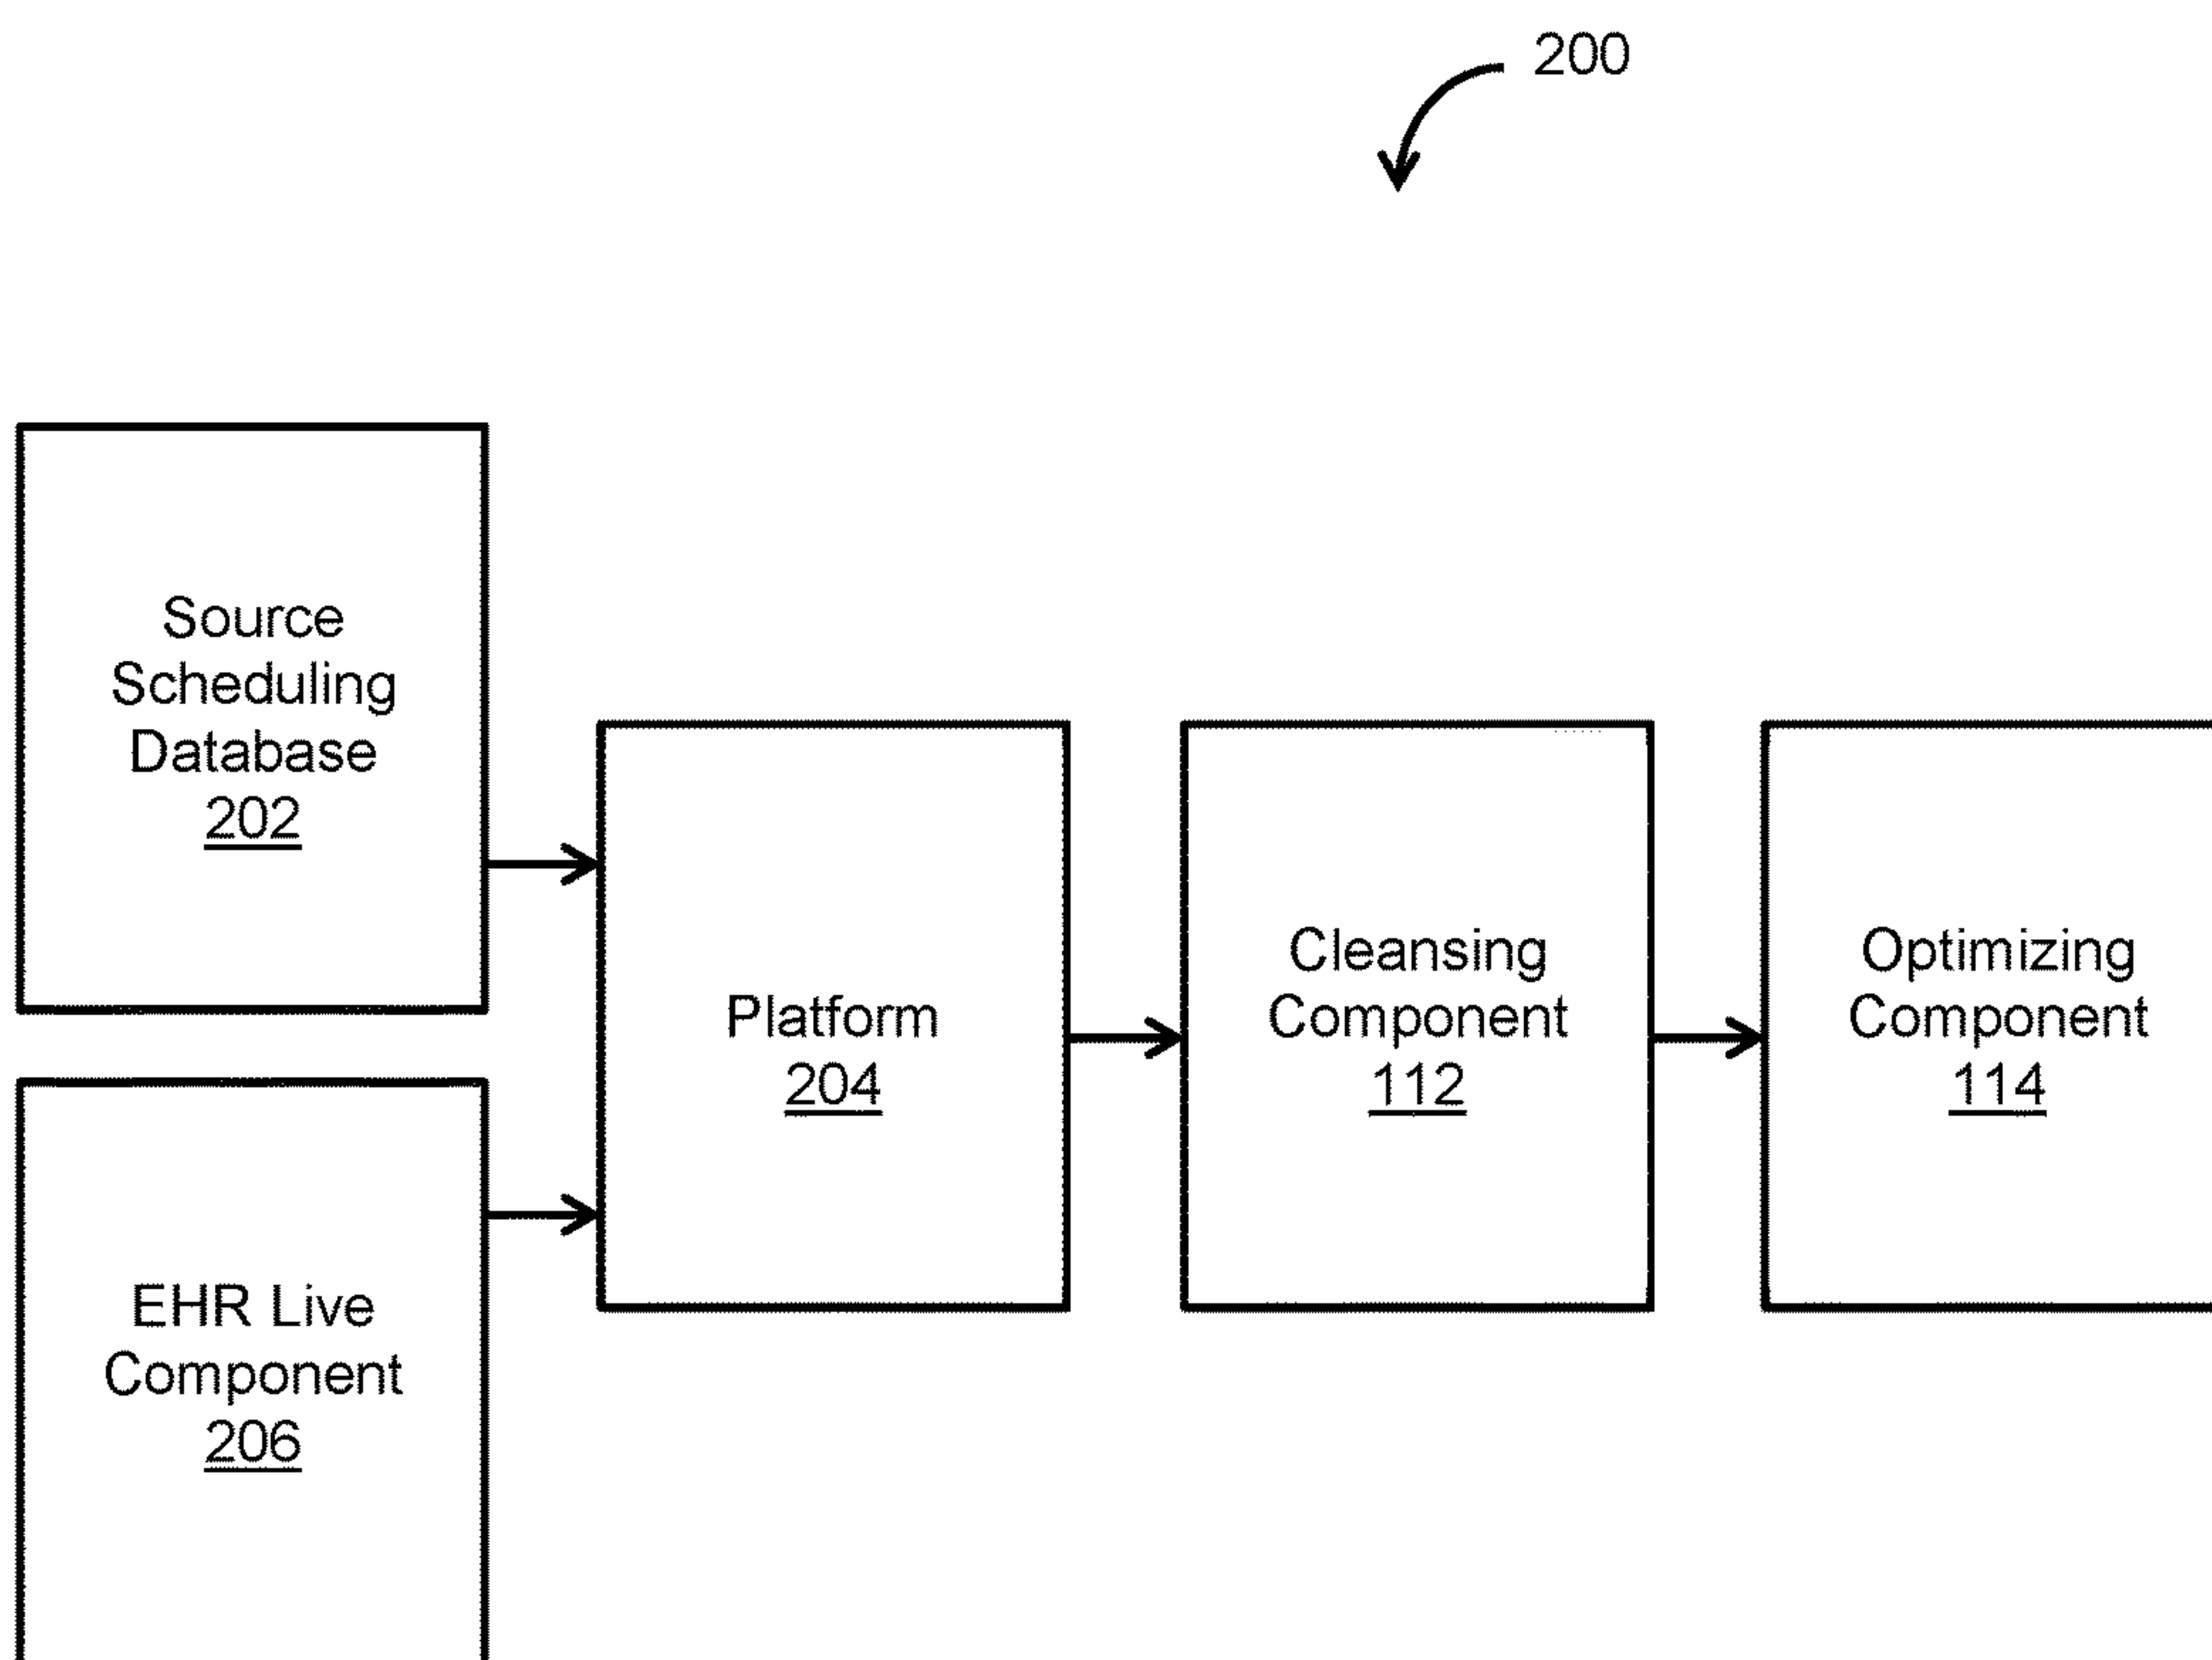 200
Source
Scheduling
Database
202
EHR Live
Component
206
Platform
204
Cleansing
Component
112
Optimizing
Component
114